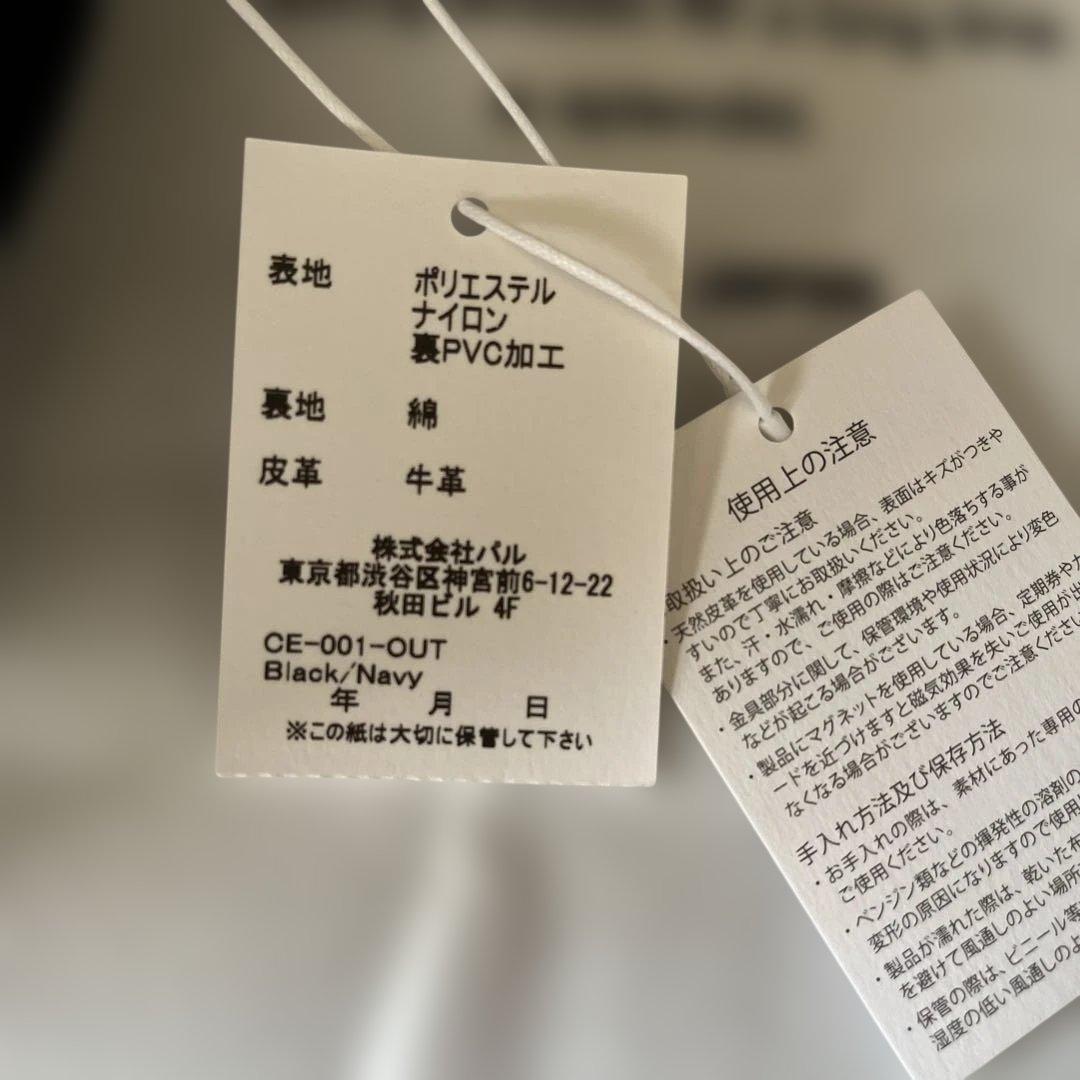 表地 ポリエステル
ナイロン
裏PVC加工
裏地 綿
皮革 牛革
株式会社パル
東京都渋谷区神宮前6-12-22
秋田ビル 4F
CE-001-OUT
Black/Navy
年 月 日
※この紙は大切に保管して下さい
使用上の注意
取扱い上のご注意
・天然皮革を使用している場合、表面はキズがつきや
すいので丁寧にお取扱いください。
また、汗・水濡れ・摩擦などにより色落ちする事が
ありますので、ご使用の際はご注意ください。
・金具部分に関して、保管環境や使用状況により変色
などが起こる場合がございます。
・製品にマグネットを使用している場合、定期券やカ
ードを近づけますと磁気効果を失いご使用が出
なくなる場合がございますのでご注意くださ
手入れ方法及び保存方法
・お手入れの際は、素材にあった専用の
ご使用ください。
・ベンジン類などの揮発性の溶剤の
変形の原因になりますので使用
・製品が濡れた際は、乾いた布
を避けて風通しのよい場所
・保管の際は、ビニール等
湿度の低い風通しのよ